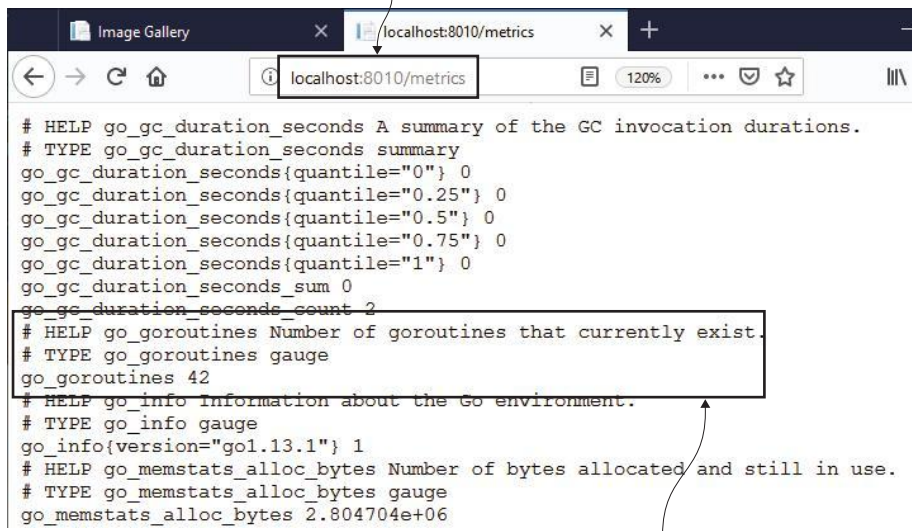 Image Gallery
localhost:8010/metrics
localhost:8010/metrics
120%
# HELP go_gc_duration_seconds A summary of the GC invocation durations.
# TYPE go_gc_duration_seconds summary
go_gc_duration_seconds{quantile="0"} 0
go_gc_duration_seconds{quantile="0.25"} 0
go_gc_duration_seconds{quantile="0.5"} 0
go_gc_duration_seconds{quantile="0.75"} 0
go_gc_duration_seconds{quantile="1"} 0
go_gc_duration_seconds_sum 0
go_gc_duration_seconds_count 2
# HELP go_goroutines Number of goroutines that currently exist.
# TYPE go_goroutines gauge
go_goroutines 42
# HELP go_info Information about the Go environment.
# TYPE go_info gauge
go_info{version="go1.13.1"} 1
# HELP go_memstats_alloc_bytes Number of bytes allocated and still in use.
# TYPE go_memstats_alloc_bytes gauge
go_memstats_alloc_bytes 2.804704e+06